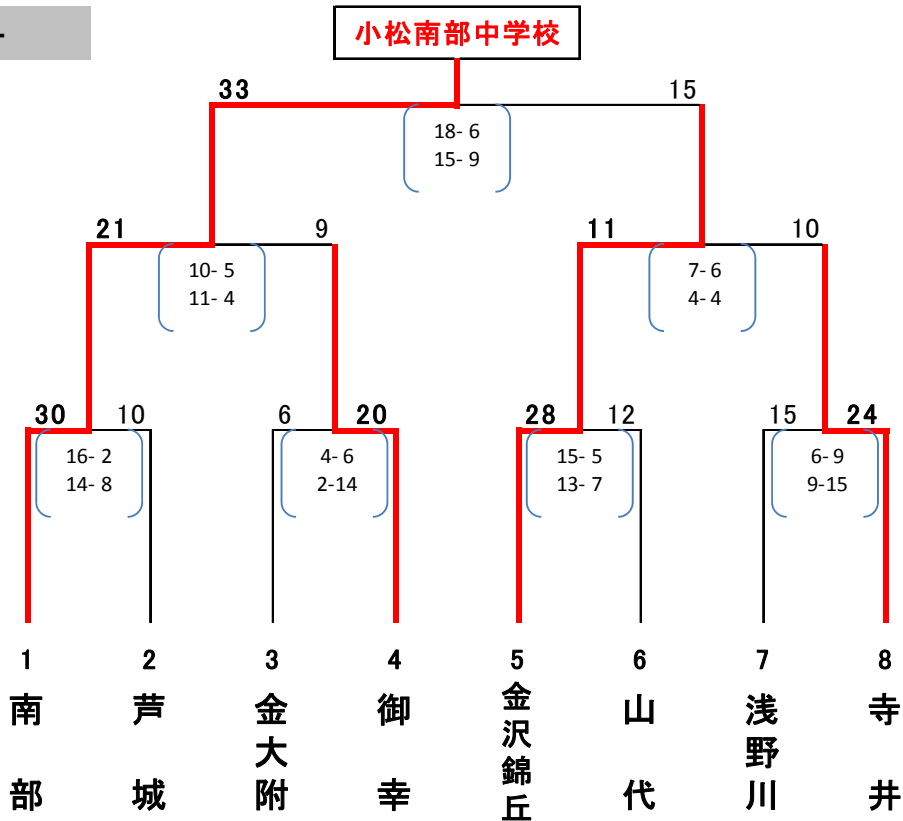 小松南部中学校
33 15
18- 6
15- 9
21 9 11 10
10- 5 7- 6
11- 4 4- 4
30 10 6 20 28 12 15 24
16- 2 4- 6 15- 5 6- 9
14- 8 2-14 13- 7 9-15
1 2 3 4 5 6 7 8
南部 芦城 金大附 御幸 金沢錦丘 山代 浅野川 寺井